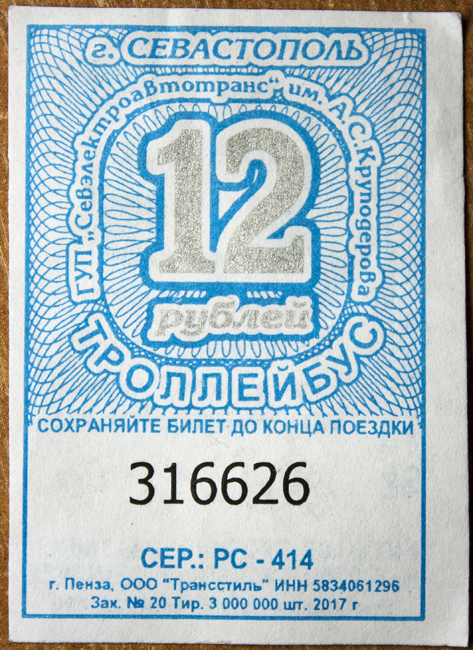 г. СЕВАСТОПОЛЬ
ГУП „Севэлектроавтотранс“ им. А.С.Круподерова
12
рублей
ТРОЛЛЕЙБУС
СОХРАНЯЙТЕ БИЛЕТ ДО КОНЦА ПОЕЗДКИ
316626
СЕР.: РС - 414
г. Пенза, ООО "Трансстиль" ИНН 5834061296
Зак. № 20 Тир. 3 000 000 шт. 2017 г